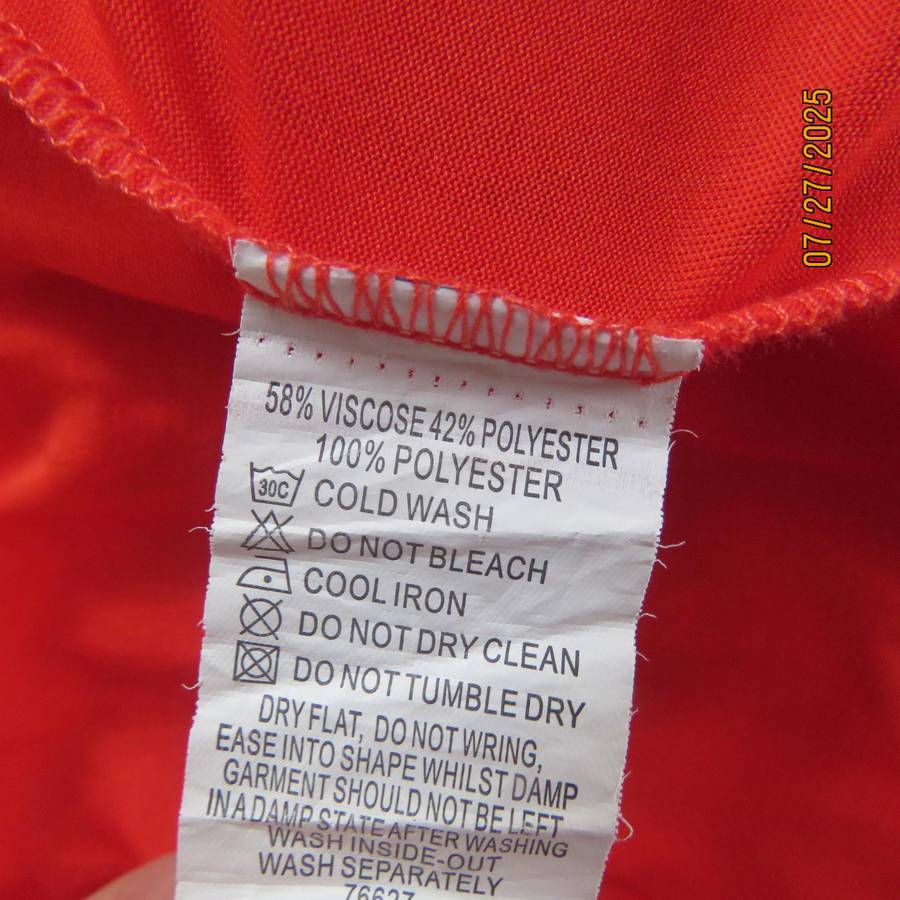 07/27/2025
58% VISCOSE 42% POLYESTER
100% POLYESTER
30C COLD WASH
DO NOT BLEACH
COOL IRON
DO NOT DRY CLEAN
DO NOT TUMBLE DRY
DRY FLAT, DO NOT WRING,
EASE INTO SHAPE WHILST DAMP
GARMENT SHOULD NOT BE LEFT
IN A DAMP STATE AFTER WASHING
WASH INSIDE-OUT
WASH SEPARATELY
76627